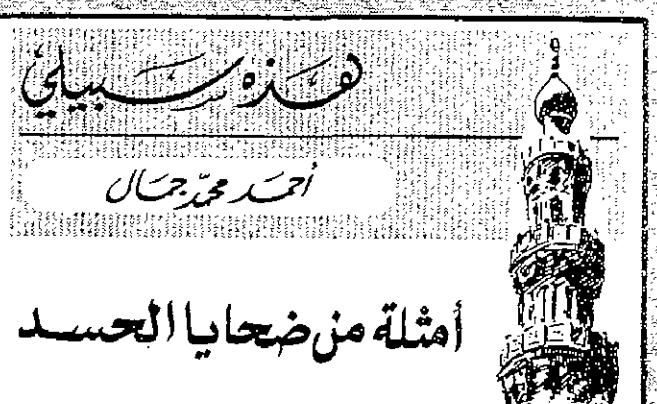 هذه سبيلي
أحمد محمد جمال
أمثلة من ضحايا الحسد